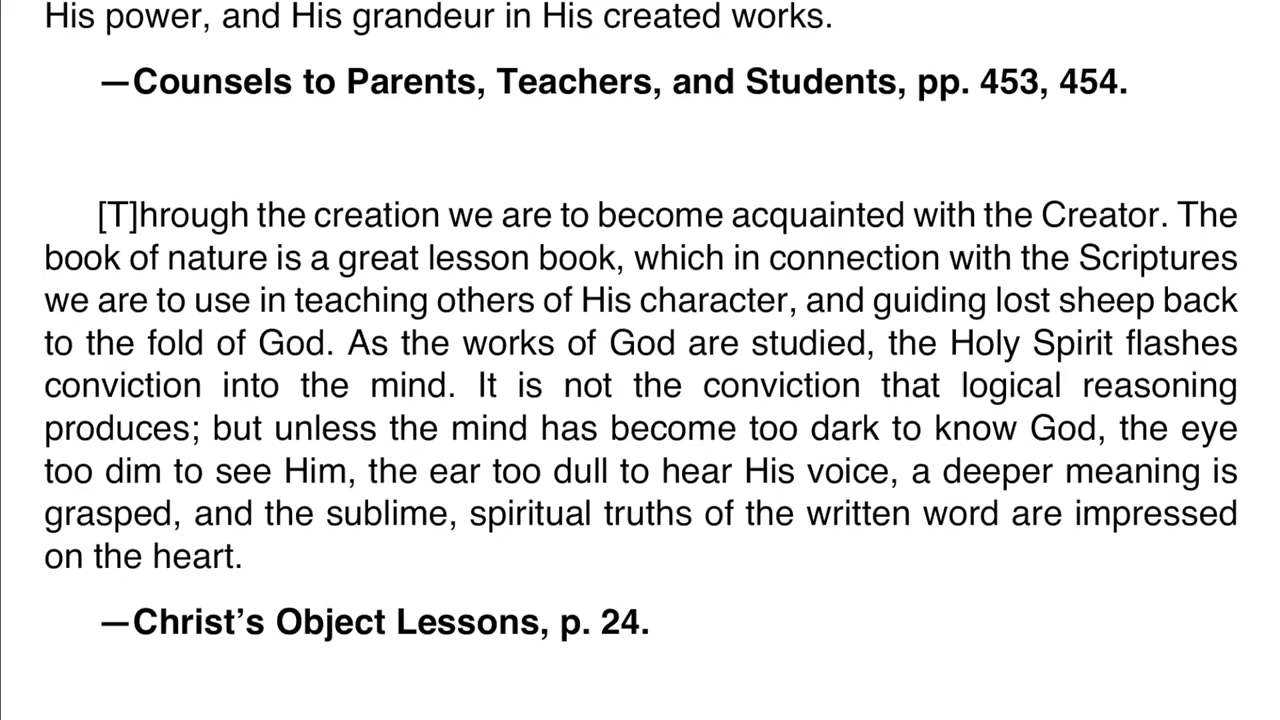 His power, and His grandeur in His created works.
—Counsels to Parents, Teachers, and Students, pp. 453, 454.
[T]hrough the creation we are to become acquainted with the Creator. The
book of nature is a great lesson book, which in connection with the Scriptures
we are to use in teaching others of His character, and guiding lost sheep back
to the fold of God. As the works of God are studied, the Holy Spirit flashes
conviction into the mind. It is not the conviction that logical reasoning
produces; but unless the mind has become too dark to know God, the eye
too dim to see Him, the ear too dull to hear His voice, a deeper meaning is
grasped, and the sublime, spiritual truths of the written word are impressed
on the heart.
—Christ’s Object Lessons, p. 24.